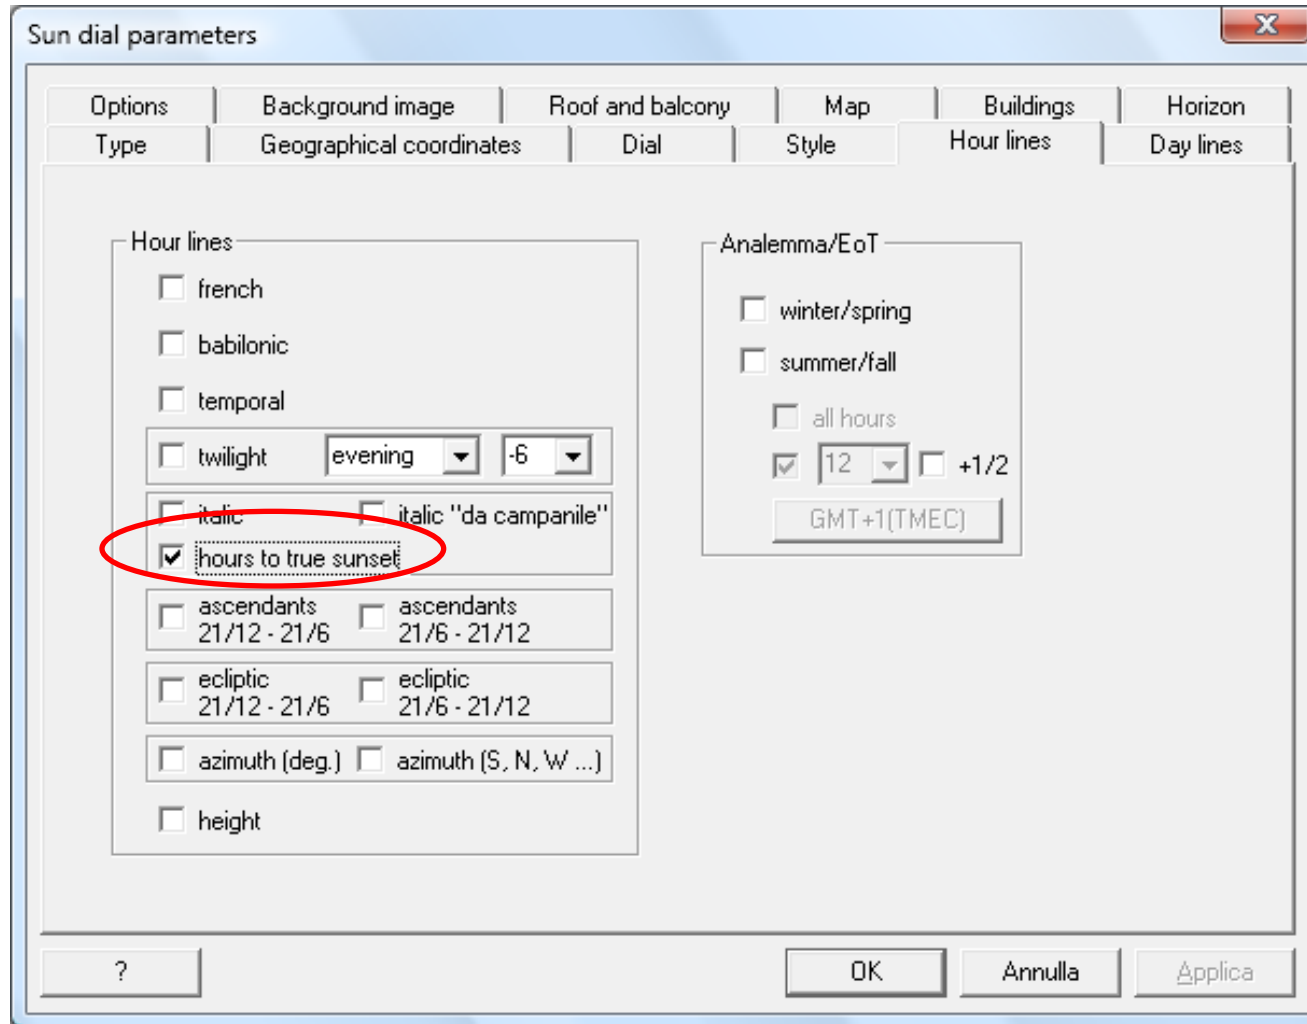 Sun dial parameters
Options Background image Roof and balcony Map Buildings Horizon
Type Geographical coordinates Dial Style Hour lines Day lines
Hour lines
french
babilonic
temporal
twilight evening -6
italic italic "da campanile"
hours to true sunset
ascendants ascendants
21/12 - 21/6 21/6 - 21/12
ecliptic ecliptic
21/12 - 21/6 21/6 - 21/12
azimuth (deg.) azimuth (S, N, W ...)
height
Analemma/EoT
winter/spring
summer/fall
all hours
12 +1/2
GMT+1(TMEC)
? OK Annulla Applica